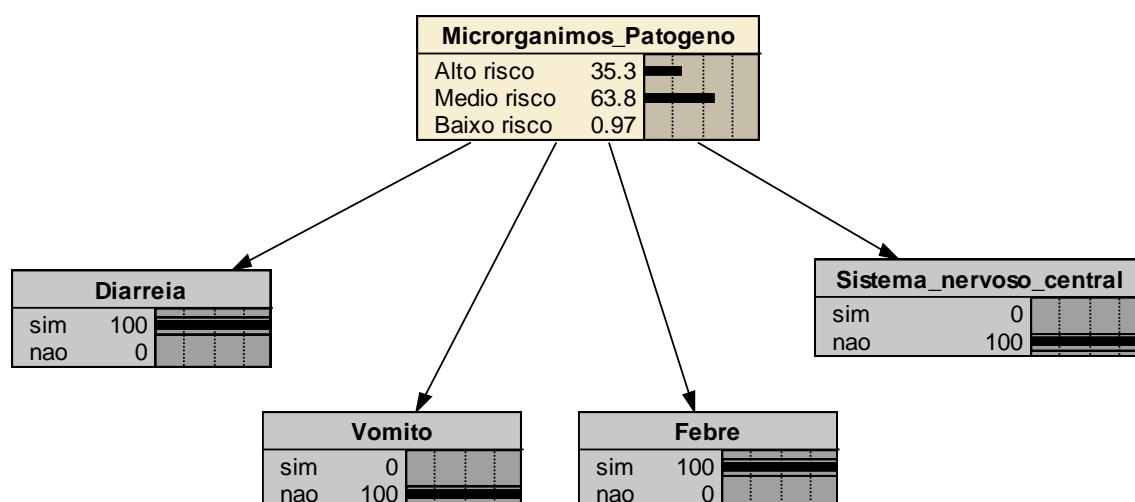 Microrganimos_Patogeno
Alto risco 35.3
Medio risco 63.8
Baixo risco 0.97
Diarreia
sim 100
nao 0
Sistema_nervoso_central
sim 0
nao 100
Vomito
sim 0
nao 100
Febre
sim 100
nao 0